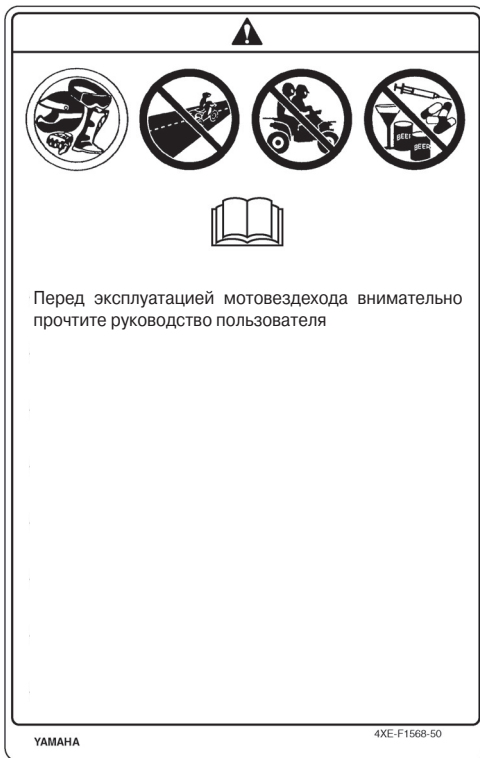 BEER
BEER
Перед эксплуатацией мотовездехода внимательно
прочтите руководство пользователя
YAMAHA
4XE-F1568-50